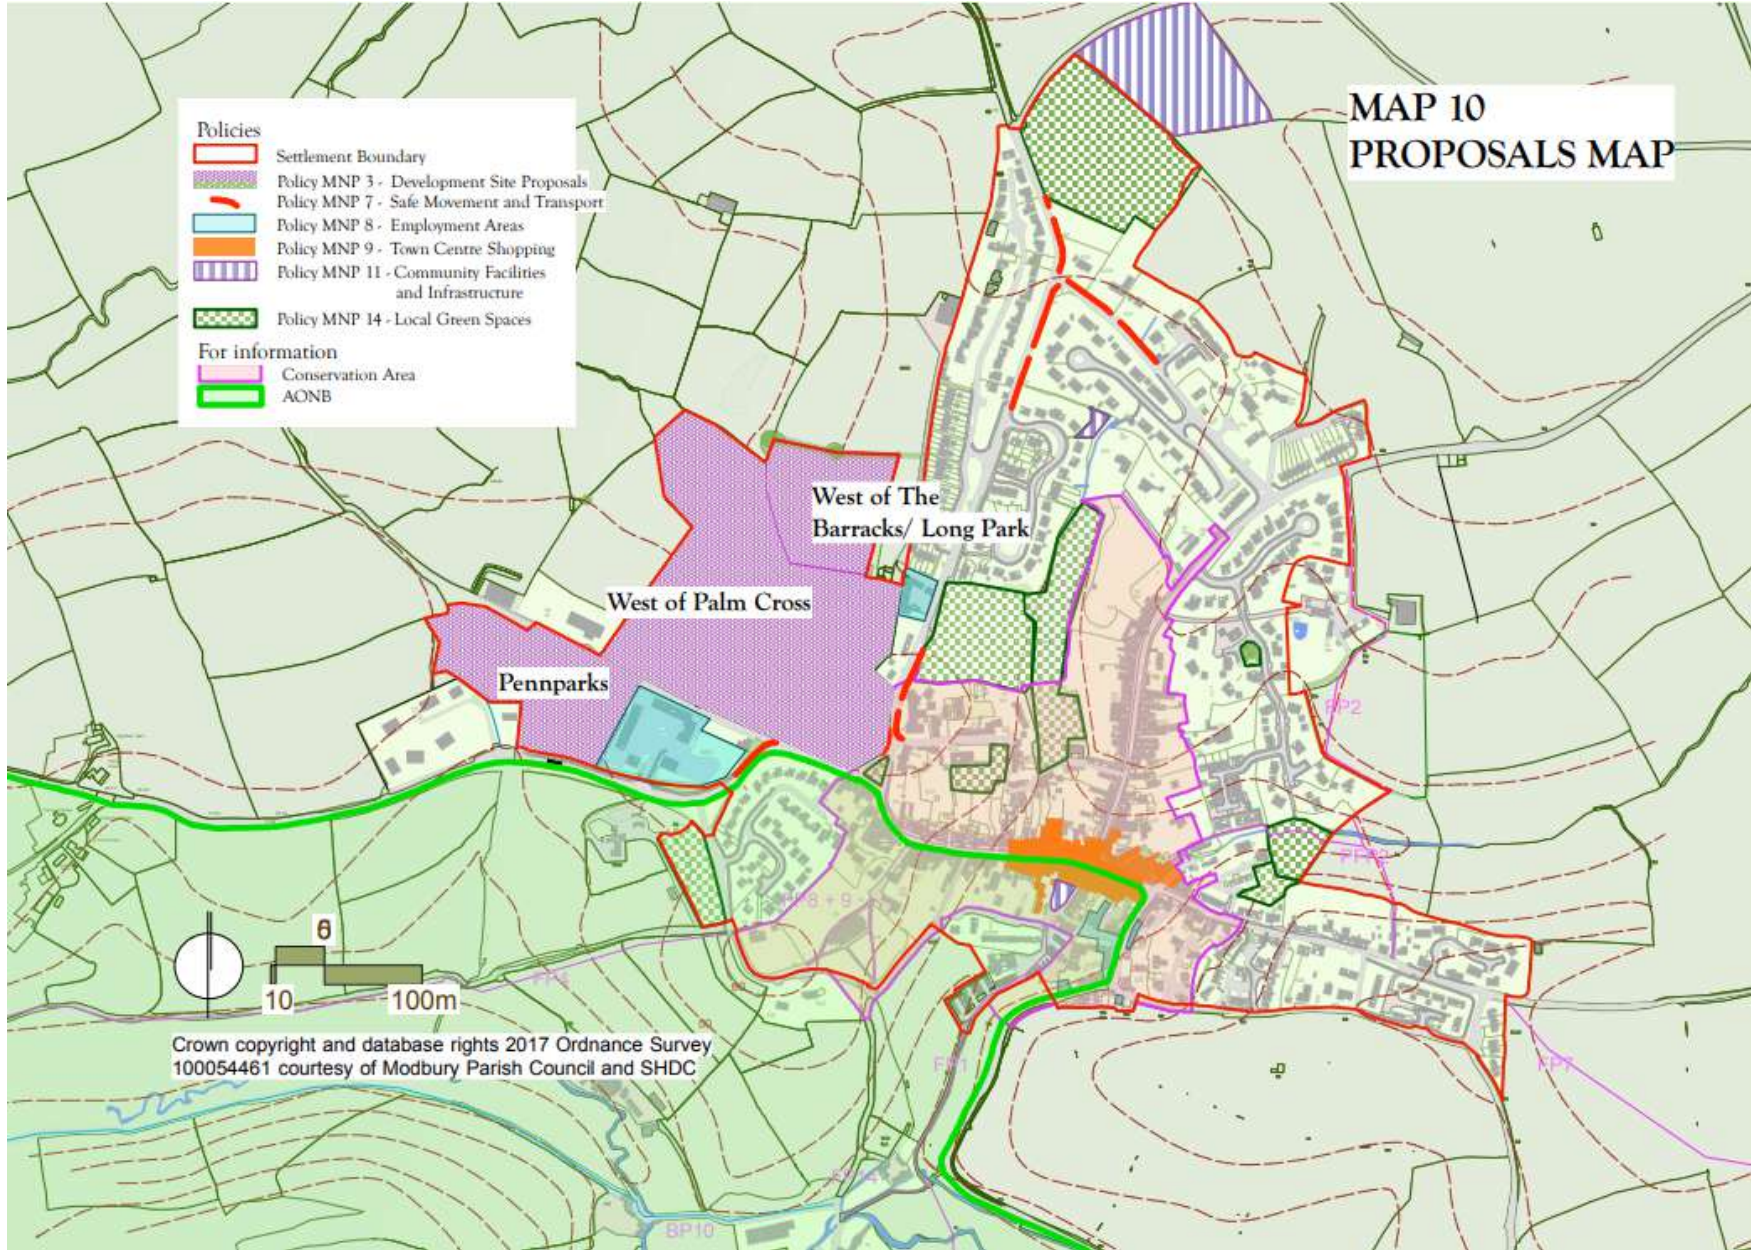 MAP 10
PROPOSALS MAP
Policies
Settlement Boundary
Policy MNP 3 - Development Site Proposals
Policy MNP 7 - Safe Movement and Transport
Policy MNP 8 - Employment Areas
Policy MNP 9 - Town Centre Shopping
Policy MNP 11 - Community Facilities
and Infrastructure
Policy MNP 14 - Local Green Spaces
For information
Conservation Area
AONB
West of The
Barracks/ Long Park
West of Palm Cross
Pennparks
FP2
PFP2
FP8 + 9
10
100m
Crown copyright and database rights 2017 Ordnance Survey
100054461 courtesy of Modbury Parish Council and SHDC
FP1
FP7
BP10